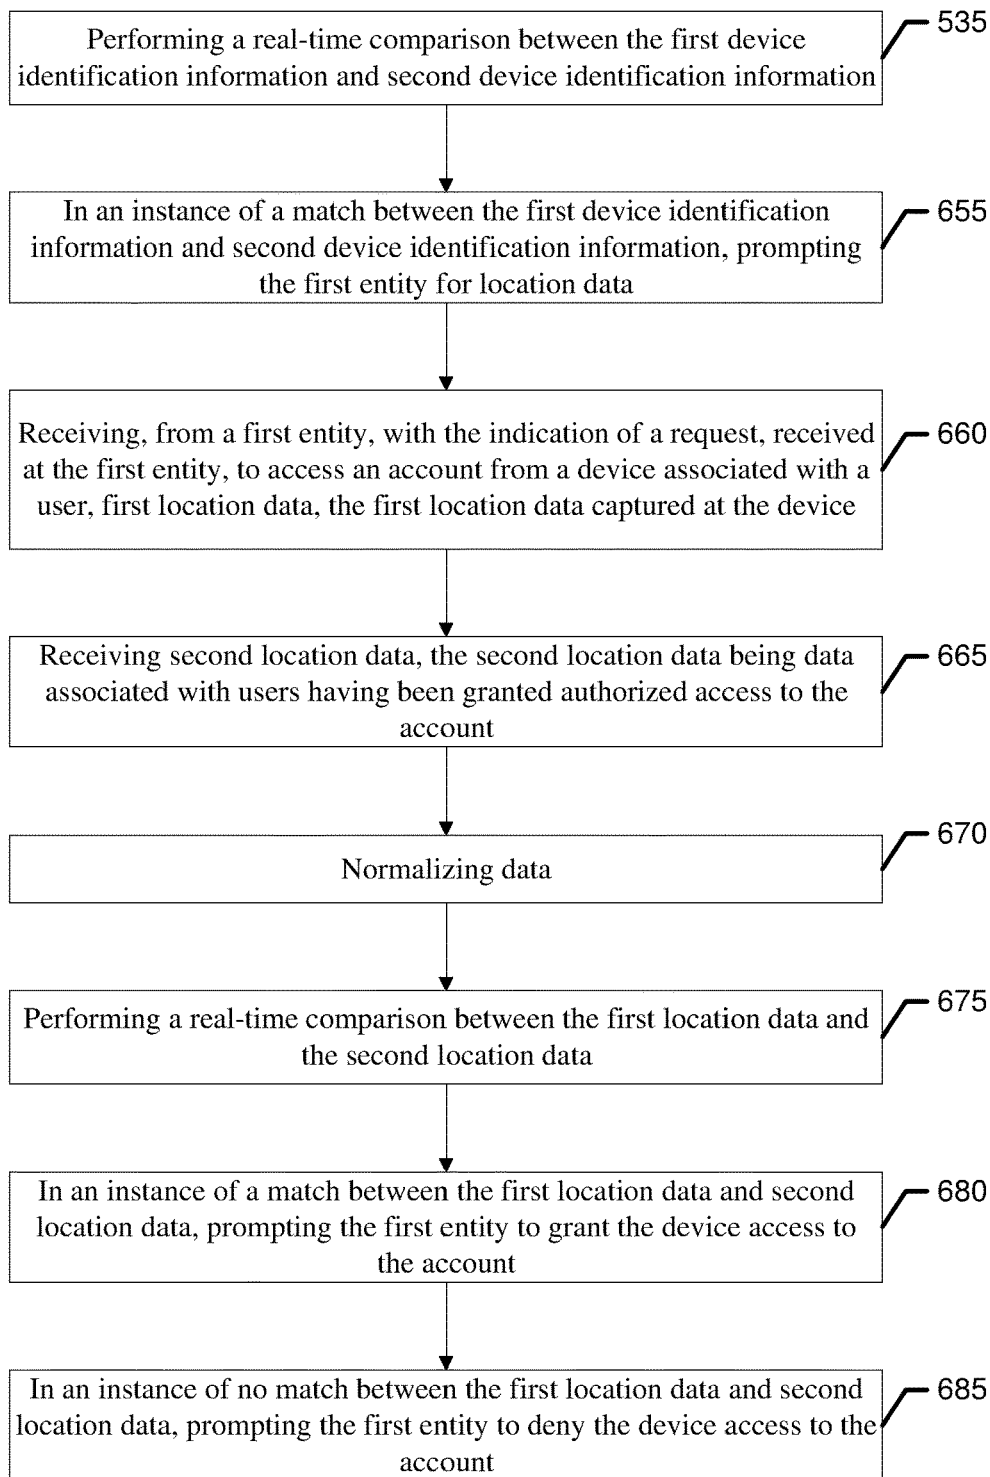 Performing a real-time comparison between the first device
identification information and second device identification information
535
In an instance of a match between the first device identification
information and second device identification information, prompting
the first entity for location data
655
Receiving, from a first entity, with the indication of a request, received
at the first entity, to access an account from a device associated with a
user, first location data, the first location data captured at the device
660
Receiving second location data, the second location data being data
associated with users having been granted authorized access to the
account
665
Normalizing data
670
Performing a real-time comparison between the first location data and
the second location data
675
In an instance of a match between the first location data and second
location data, prompting the first entity to grant the device access to
the account
680
In an instance of no match between the first location data and second
location data, prompting the first entity to deny the device access to the
account
685